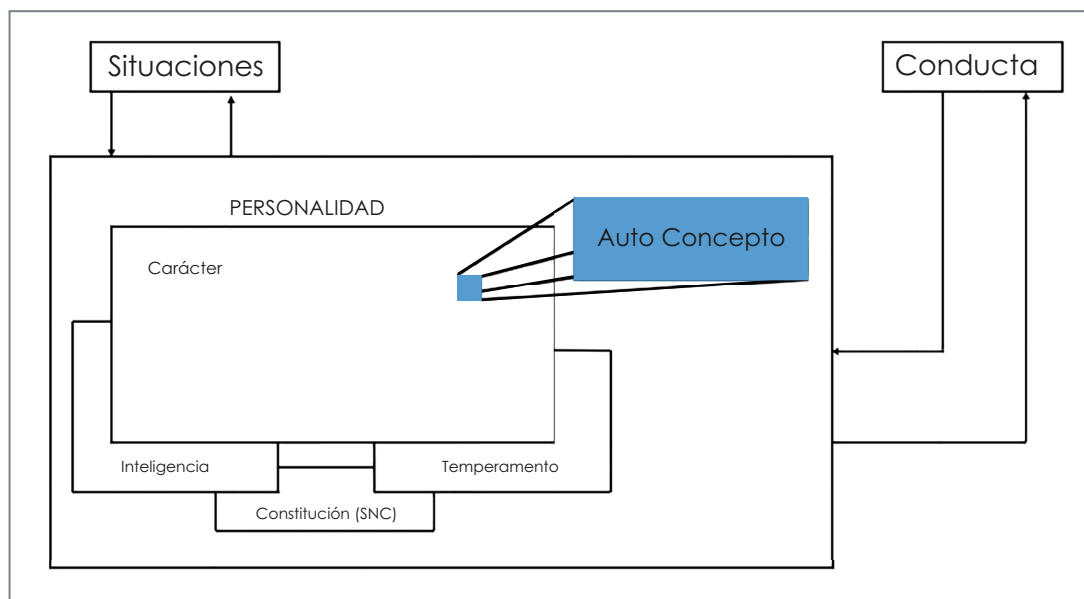 Situaciones
Conducta
PERSONALIDAD
Auto Concepto
Carácter
Inteligencia
Temperamento
Constitución (SNC)